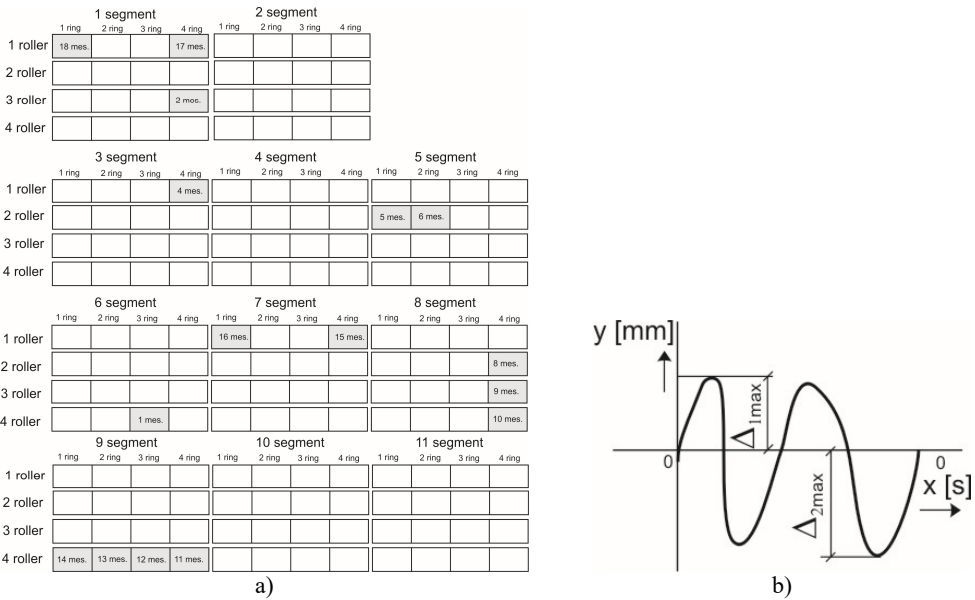 1 segment 2 segment
1 ring 2 ring 3 ring 4 ring 1 ring 2 ring 3 ring 4 ring
1 roller 18 mes. 17 mes.
2 roller
3 roller 2 mes.
4 roller
3 segment 4 segment 5 segment
1 ring 2 ring 3 ring 4 ring 1 ring 2 ring 3 ring 4 ring 1 ring 2 ring 3 ring 4 ring
1 roller 4 mes.
2 roller 5 mes. 6 mes.
3 roller
4 roller
6 segment 7 segment 8 segment
1 ring 2 ring 3 ring 4 ring 1 ring 2 ring 3 ring 4 ring 1 ring 2 ring 3 ring 4 ring
1 roller 16 mes. 15 mes.
2 roller 8 mes.
3 roller 9 mes.
4 roller 1 mes. 10 mes.
9 segment 10 segment 11 segment
1 ring 2 ring 3 ring 4 ring 1 ring 2 ring 3 ring 4 ring 1 ring 2 ring 3 ring 4 ring
1 roller
2 roller
3 roller
4 roller 14 mes. 13 mes. 12 mes. 11 mes.
a)
y [mm]
Δ1max
0 0
x [s]
Δ2max
b)